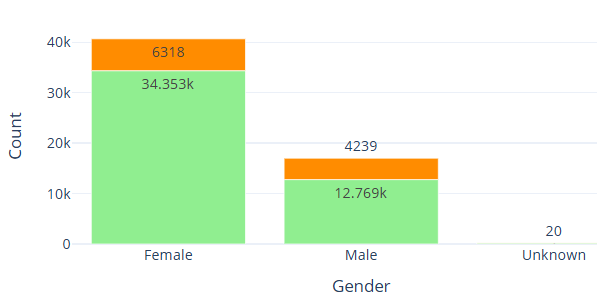 40k
30k
20k
10k
0
Count
6318
34.353k
4239
12.769k
20
Female
Male
Unknown
Gender